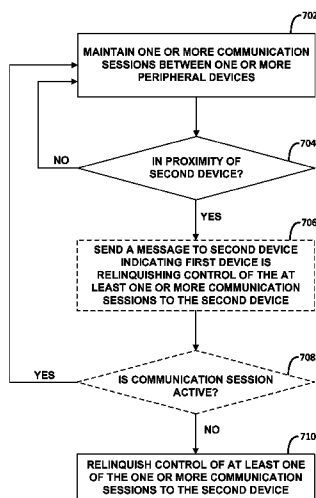 702
MAINTAIN ONE OR MORE COMMUNICATION
SESSIONS BETWEEN ONE OR MORE
PERIPHERAL DEVICES
704
IN PROXIMITY OF
SECOND DEVICE?
NO
YES
706
SEND A MESSAGE TO SECOND DEVICE
INDICATING FIRST DEVICE IS
RELINQUISHING CONTROL OF THE AT
LEAST ONE OR MORE COMMUNICATION
SESSIONS TO THE SECOND DEVICE
708
IS COMMUNICATION SESSION
ACTIVE?
YES
NO
710
RELINQUISH CONTROL OF AT LEAST ONE
OF THE ONE OR MORE COMMUNICATION
SESSIONS TO THE SECOND DEVICE